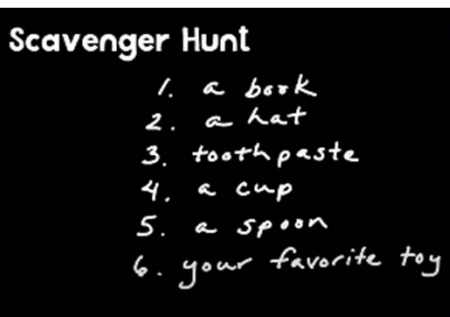 Scavenger Hunt
1. a book
2. a hat
3. toothpaste
4. a cup
5. a spoon
6. your favorite toy